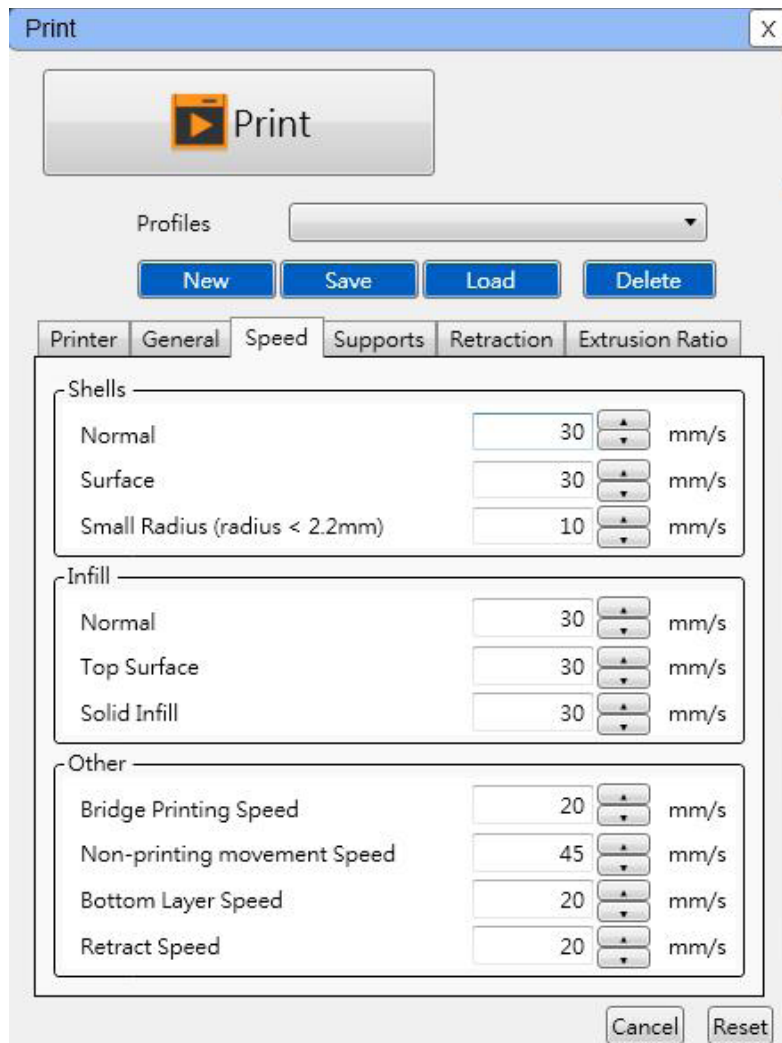 Print
X
Print
Profiles
New Save Load Delete
Printer General Speed Supports Retraction Extrusion Ratio
Shells
Normal 30 mm/s
Surface 30 mm/s
Small Radius (radius < 2.2mm) 10 mm/s
Infill
Normal 30 mm/s
Top Surface 30 mm/s
Solid Infill 30 mm/s
Other
Bridge Printing Speed 20 mm/s
Non-printing movement Speed 45 mm/s
Bottom Layer Speed 20 mm/s
Retract Speed 20 mm/s
Cancel Reset